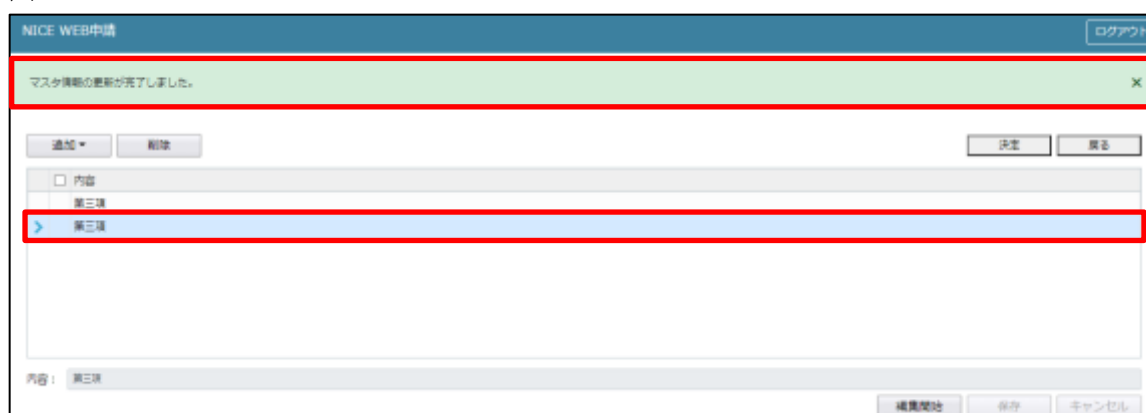 NICE WEB申請
ログアウト
マスタ情報の更新が完了しました。
追加
削除
決定
戻る
内容
第三項
第三項
内容： 第三項
編集開始
保存
キャンセル